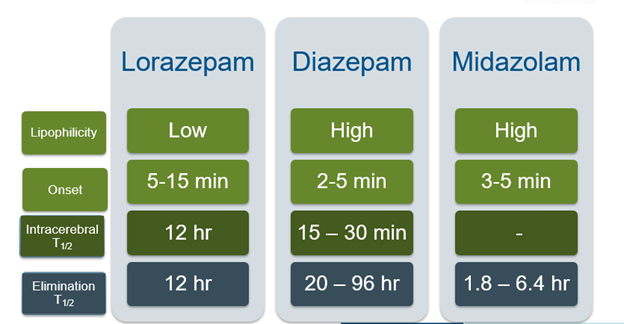 Lorazepam Diazepam Midazolam
Lipophilicity Low High High
Onset 5-15 min 2-5 min 3-5 min
Intracerebral
T1/2 12 hr 15 – 30 min -
Elimination
T1/2 12 hr 20 – 96 hr 1.8 – 6.4 hr